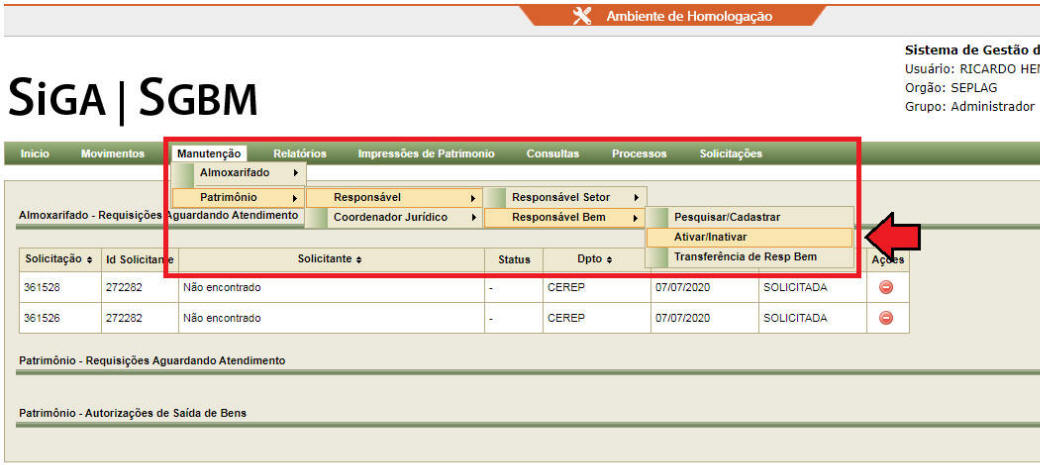 Ambiente de Homologação
Sistema de Gestão d
Usuário: RICARDO HEN
Orgão: SEPLAG
Grupo: Administrador
SiGA | SGBM
Inicio Movimentos Manutenção Relatórios Impressões de Patrimonio Consultas Processos Solicitações
Almoxarifado
Patrimônio Responsável Responsável Setor
Almoxarifado - Requisições Aguardando Atendimento Coordenador Jurídico Responsável Bem Pesquisar/Cadastrar
Ativar/Inativar
Transferência de Resp Bem
Solicitação Id Solicitante Solicitante Status Dpto Ações
361528 272282 Não encontrado - CEREP 07/07/2020 SOLICITADA
361526 272282 Não encontrado - CEREP 07/07/2020 SOLICITADA
Patrimônio - Requisições Aguardando Atendimento
Patrimônio - Autorizações de Saída de Bens